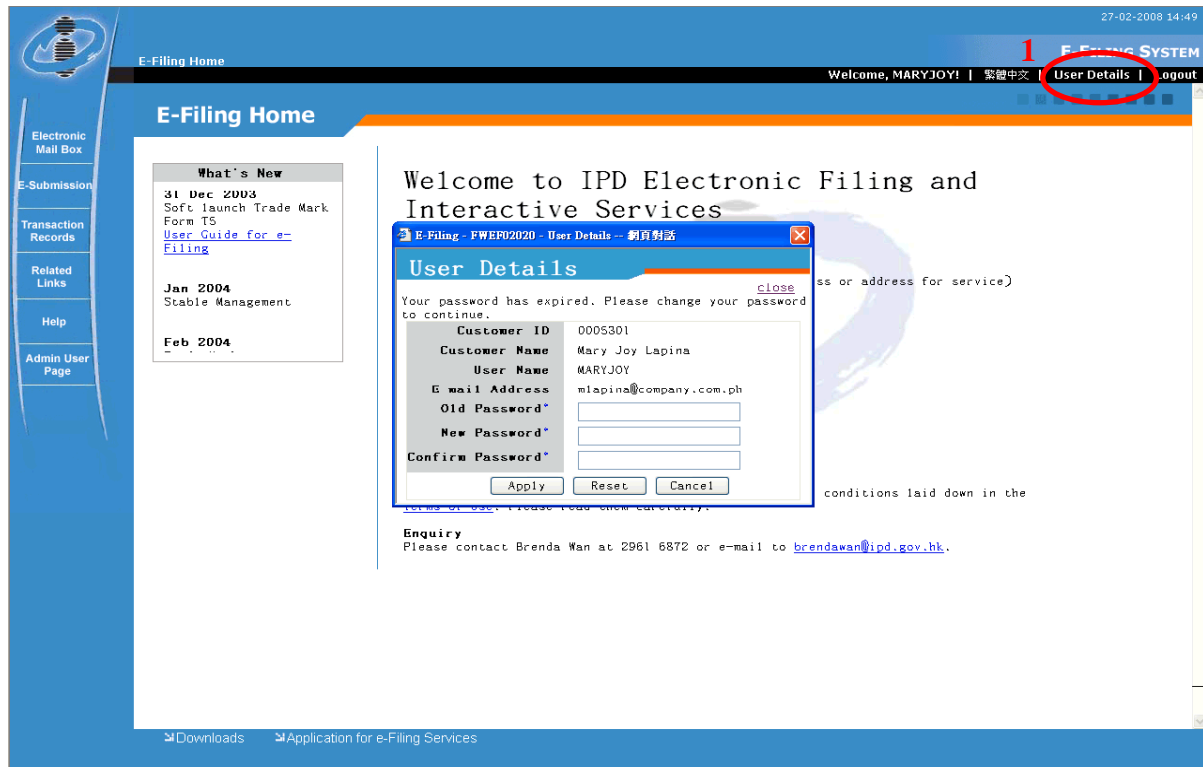 27-02-2008 14:49
1
E-FILING SYSTEM
E-Filing Home
Welcome, MARYJOY! | 繁體中文 | User Details | Logout
E-Filing Home
Electronic
Mail Box
E-Submission
Transaction
Records
Related
Links
Help
Admin User
Page
What's New
31 Dec 2003
Soft launch Trade Mark
Form T5
User Guide for e-
Filing
Jan 2004
Stable Management
Feb 2004
Welcome to IPD Electronic Filing and
Interactive Services
ss or address for service)
E-Filing - FWEF02020 - User Details -- 網頁對話
User Details
close
Your password has expired. Please change your password
to continue.
Customer ID 0005301
Customer Name Mary Joy Lapina
User Name MARYJOY
E mail Address mlapina@company.com.ph
Old Password*
New Password*
Confirm Password*
Apply Reset Cancel
conditions laid down in the
Terms of Use. Please read them carefully.
Enquiry
Please contact Brenda Wan at 2961 6872 or e-mail to brendawan@ipd.gov.hk.
Downloads Application for e-Filing Services